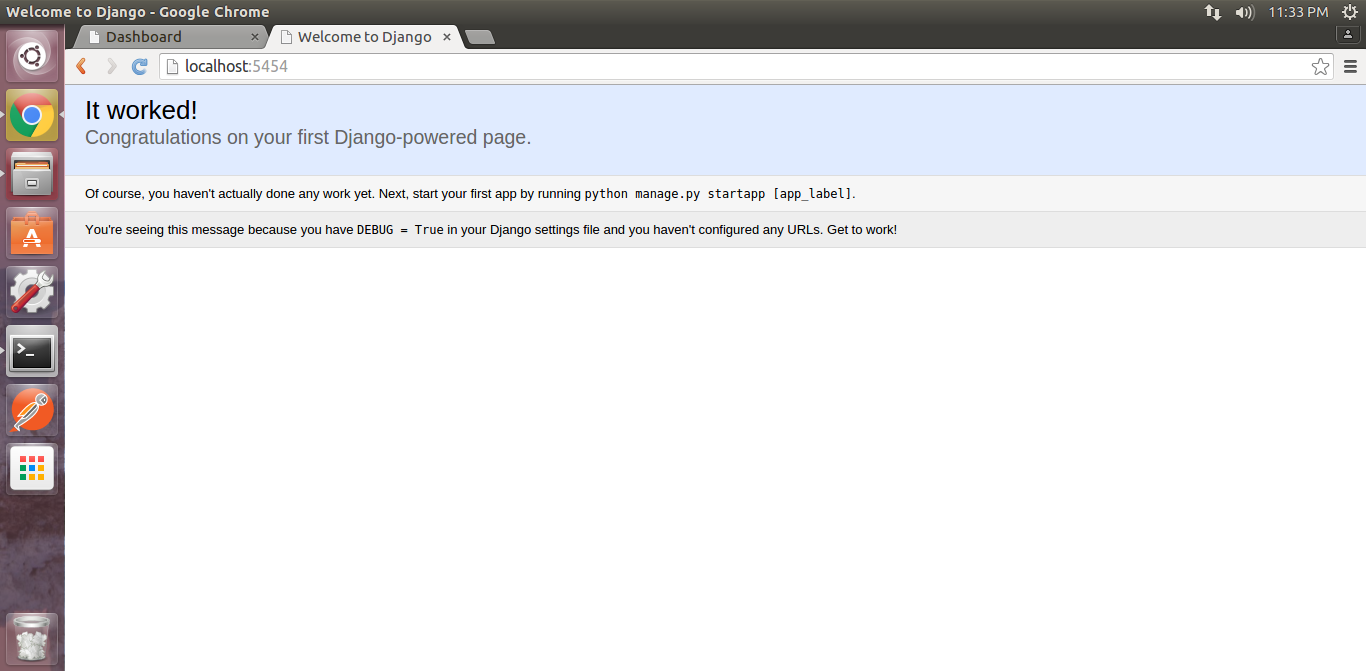 Welcome to Django - Google Chrome
11:33 PM
Dashboard
Welcome to Django
localhost:5454
It worked!
Congratulations on your first Django-powered page.
Of course, you haven't actually done any work yet. Next, start your first app by running python manage.py startapp [app_label].
You're seeing this message because you have DEBUG = True in your Django settings file and you haven't configured any URLs. Get to work!